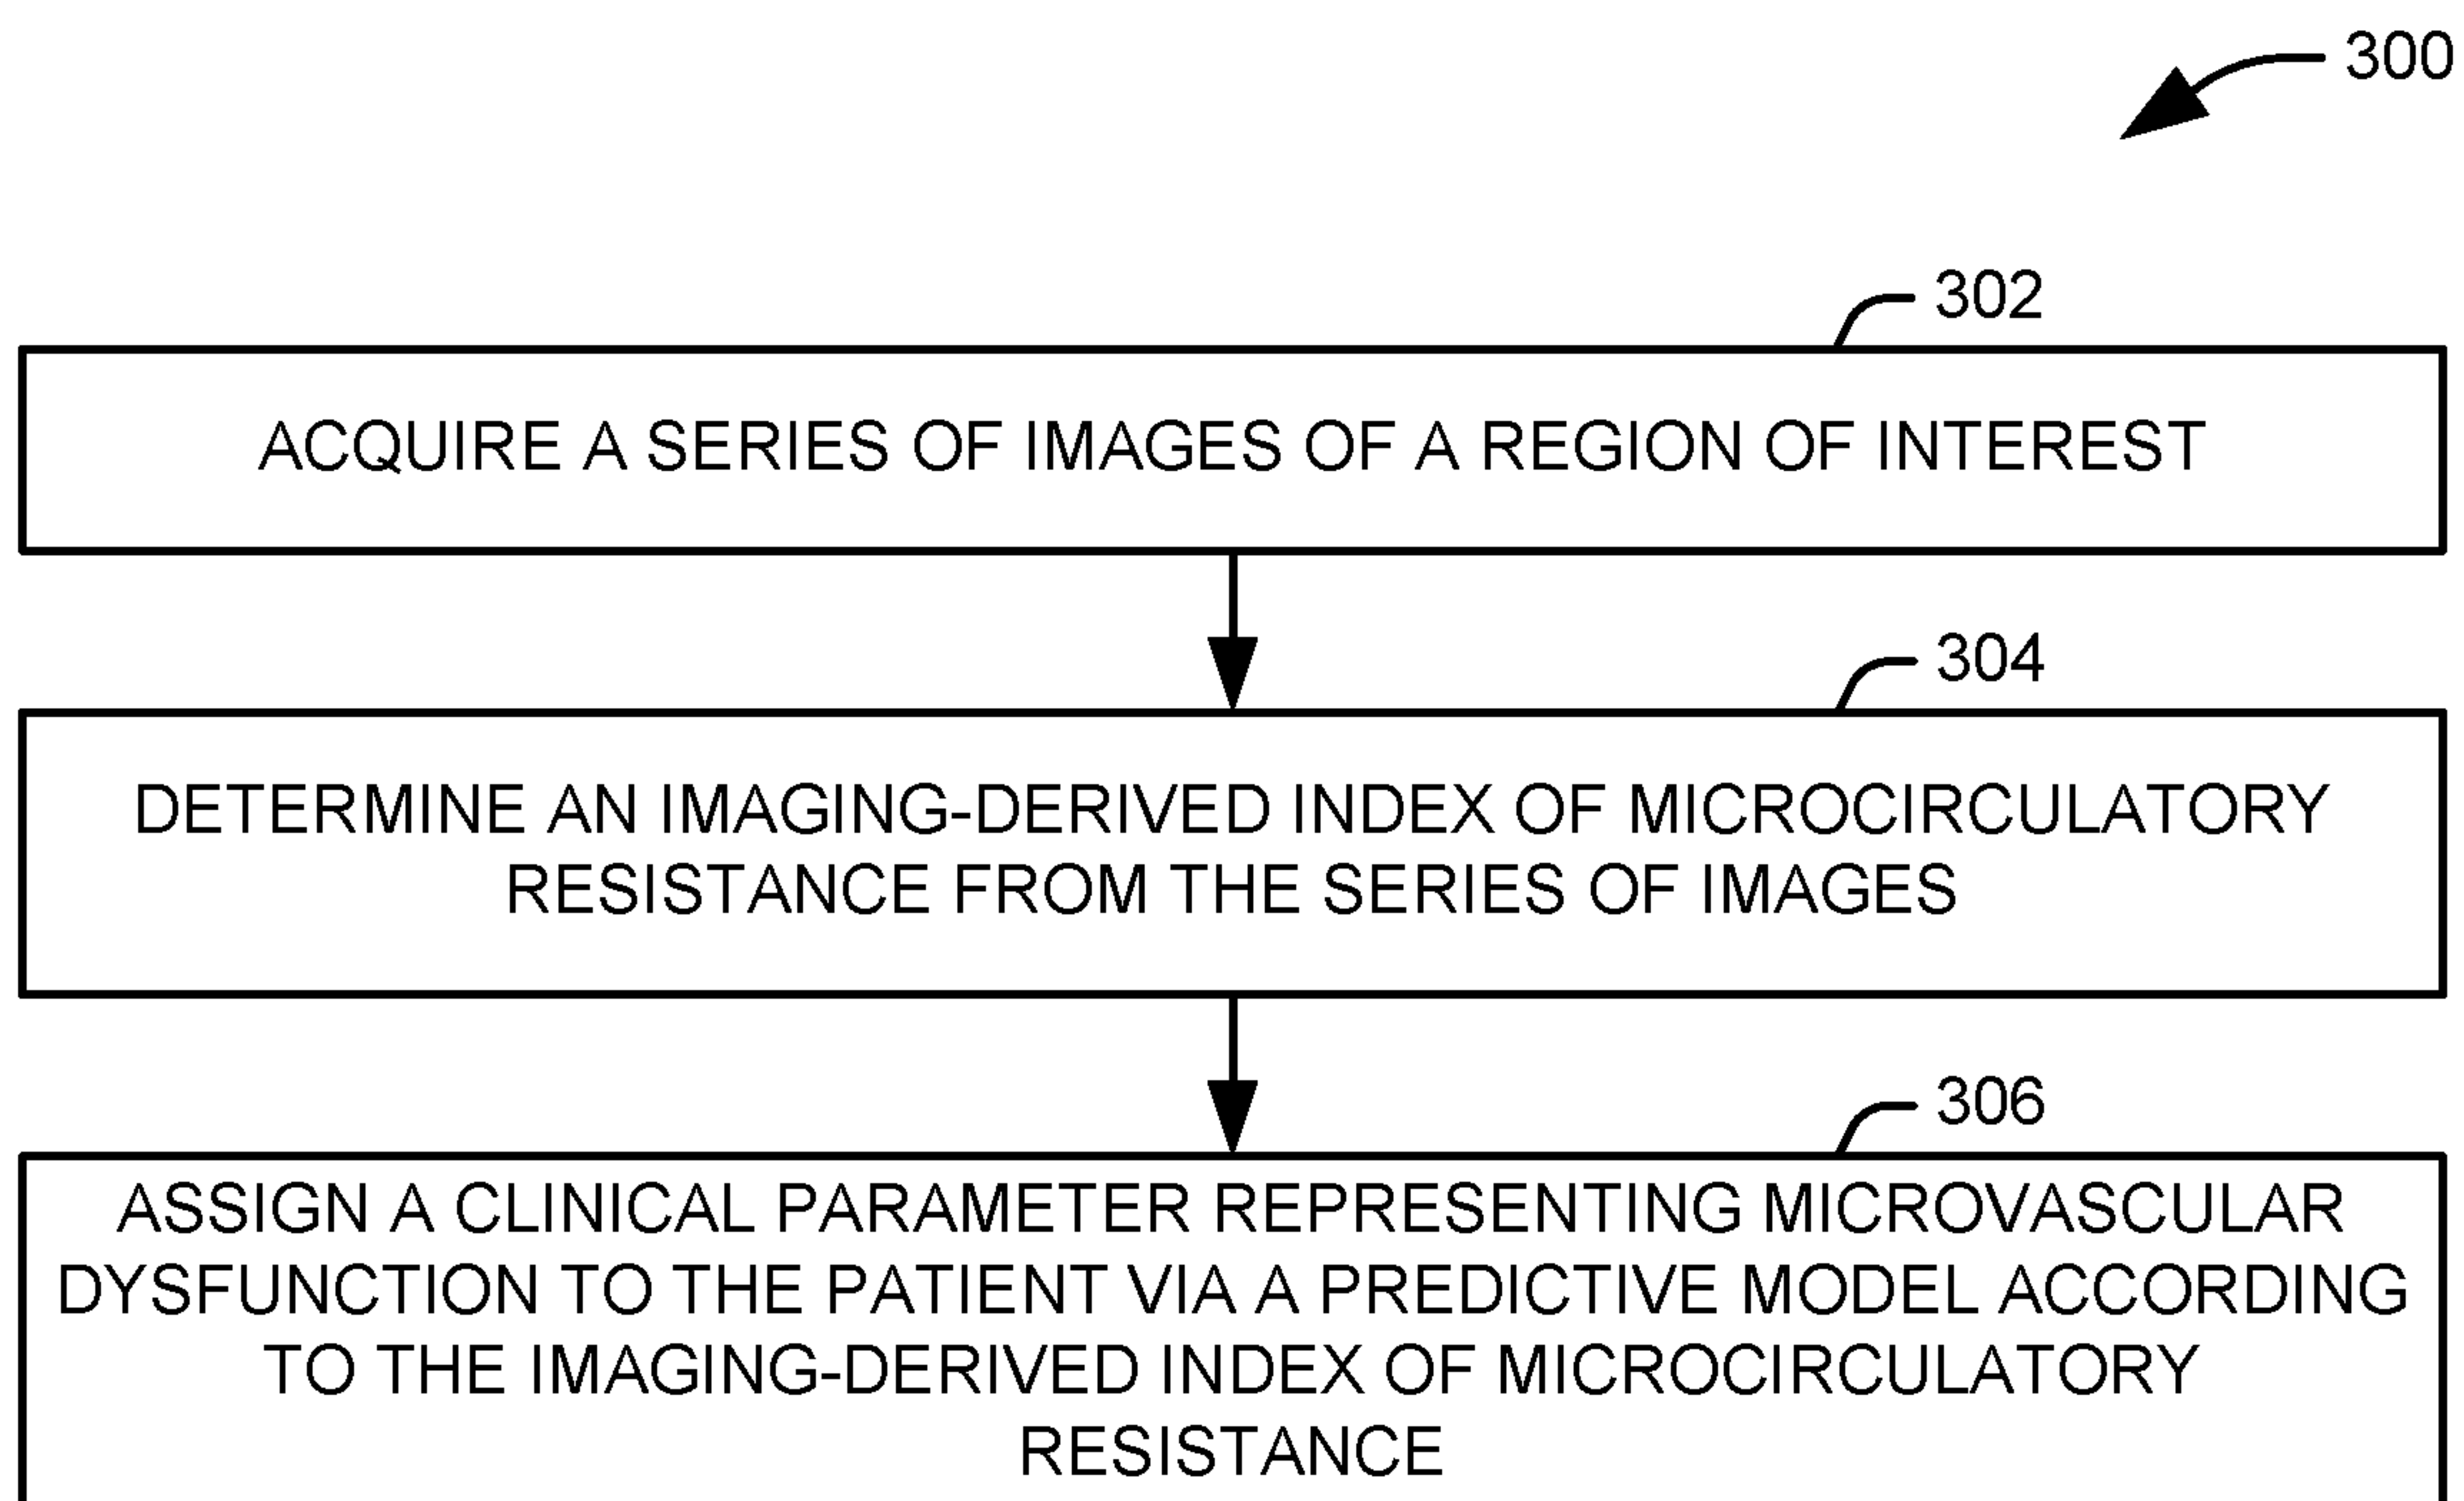 300
302
ACQUIRE A SERIES OF IMAGES OF A REGION OF INTEREST
304
DETERMINE AN IMAGING-DERIVED INDEX OF MICROCIRCULATORY
RESISTANCE FROM THE SERIES OF IMAGES
306
ASSIGN A CLINICAL PARAMETER REPRESENTING MICROVASCULAR
DYSFUNCTION TO THE PATIENT VIA A PREDICTIVE MODEL ACCORDING
TO THE IMAGING-DERIVED INDEX OF MICROCIRCULATORY
RESISTANCE